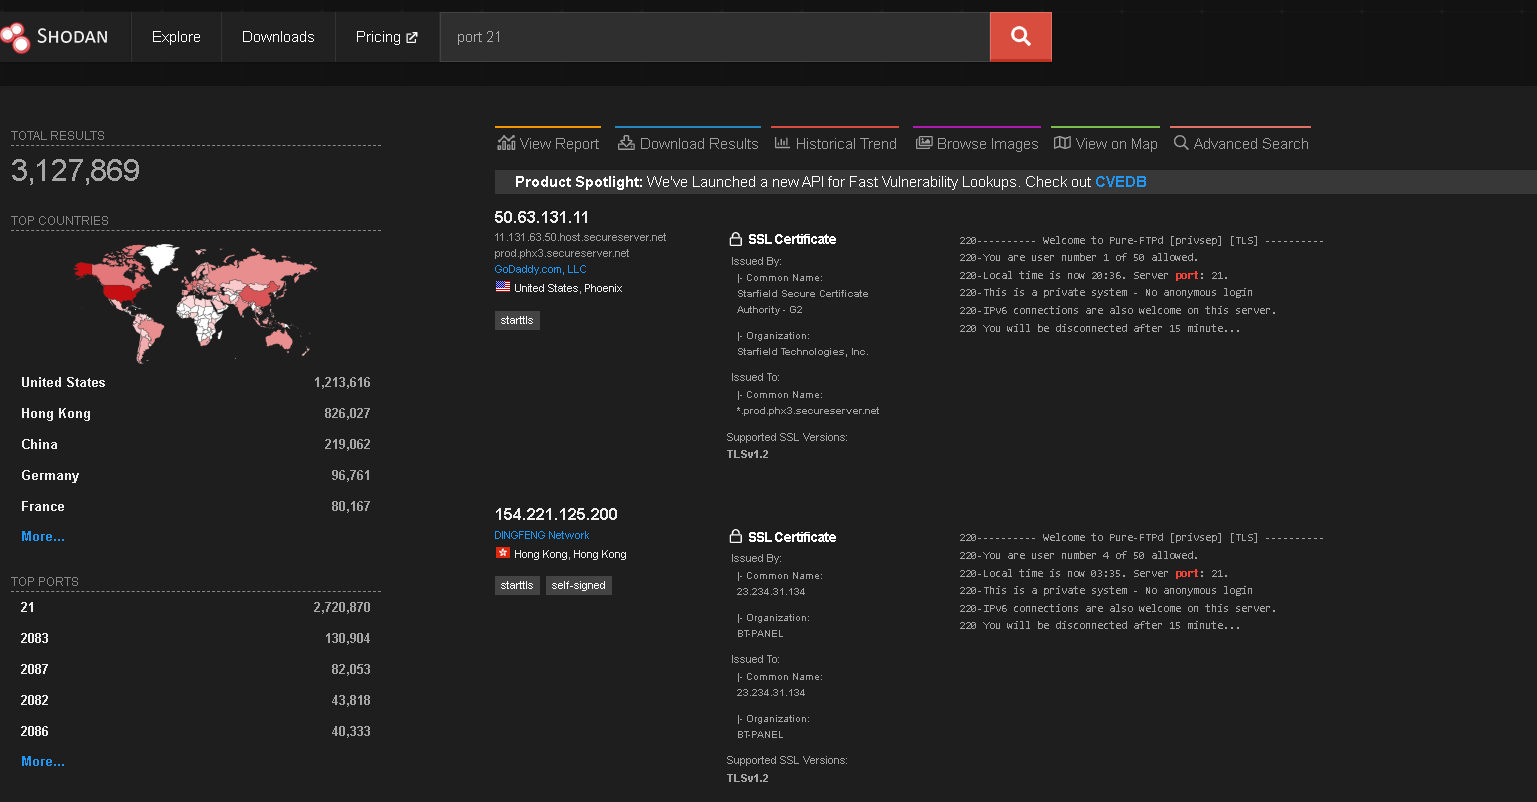 SHODAN
Explore
Downloads
Pricing
port 21
TOTAL RESULTS
3,127,869
TOP COUNTRIES
United States 1,213,616
Hong Kong 826,027
China 219,062
Germany 96,761
France 80,167
More...
TOP PORTS
21 2,720,870
2083 130,904
2087 82,053
2082 43,818
2086 40,333
More...
View Report
Download Results
Historical Trend
Browse Images
View on Map
Advanced Search
Product Spotlight: We've Launched a new API for Fast Vulnerability Lookups. Check out CVEDB
50.63.131.11
11.131.63.50.host.secureserver.net
prod.phx3.secureserver.net
GoDaddy.com, LLC
United States, Phoenix
starttls
SSL Certificate
Issued By:
|- Common Name:
Starfield Secure Certificate
Authority - G2
|- Organization:
Starfield Technologies, Inc.
Issued To:
|- Common Name:
*.prod.phx3.secureserver.net
Supported SSL Versions:
TLSv1.2
220---------- Welcome to Pure-FTPd [privsep] [TLS] ----------
220-You are user number 1 of 50 allowed.
220-Local time is now 20:36. Server port: 21.
220-This is a private system - No anonymous login
220-IPv6 connections are also welcome on this server.
220 You will be disconnected after 15 minute...
154.221.125.200
DINGFENG Network
Hong Kong, Hong Kong
starttls
self-signed
SSL Certificate
Issued By:
|- Common Name:
23.234.31.134
|- Organization:
BT-PANEL
Issued To:
|- Common Name:
23.234.31.134
|- Organization:
BT-PANEL
Supported SSL Versions:
TLSv1.2
220---------- Welcome to Pure-FTPd [privsep] [TLS] ----------
220-You are user number 4 of 50 allowed.
220-Local time is now 03:35. Server port: 21.
220-This is a private system - No anonymous login
220-IPv6 connections are also welcome on this server.
220 You will be disconnected after 15 minute...